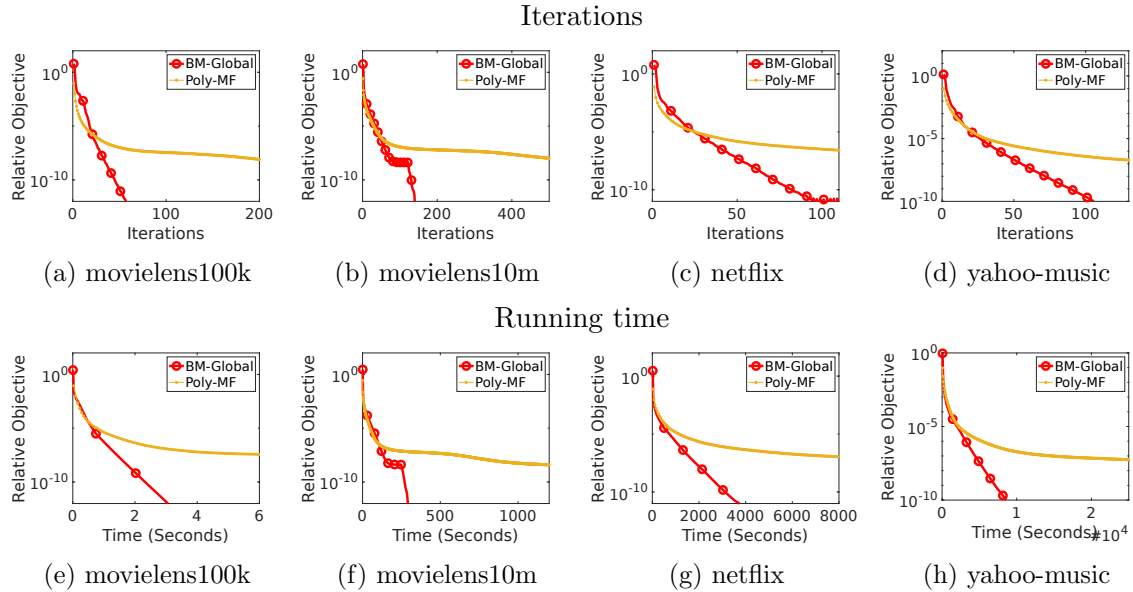 Iterations
Relative Objective
10^0
10^-10
BM-Global
Poly-MF
0 100 200
Iterations
(a) movielens100k
Relative Objective
10^0
10^-10
BM-Global
Poly-MF
0 200 400
Iterations
(b) movielens10m
Relative Objective
10^0
10^-10
BM-Global
Poly-MF
0 50 100
Iterations
(c) netflix
Relative Objective
10^0
10^-5
10^-10
BM-Global
Poly-MF
0 50 100
Iterations
(d) yahoo-music
Running time
Relative Objective
10^0
10^-10
BM-Global
Poly-MF
0 2 4 6
Time (Seconds)
(e) movielens100k
Relative Objective
10^0
10^-10
BM-Global
Poly-MF
0 500 1000
Time (Seconds)
(f) movielens10m
Relative Objective
10^0
10^-10
BM-Global
Poly-MF
0 2000 4000 6000 8000
Time (Seconds)
(g) netflix
Relative Objective
10^0
10^-5
10^-10
BM-Global
Poly-MF
0 1 2
Time (Seconds) #10^4
(h) yahoo-music